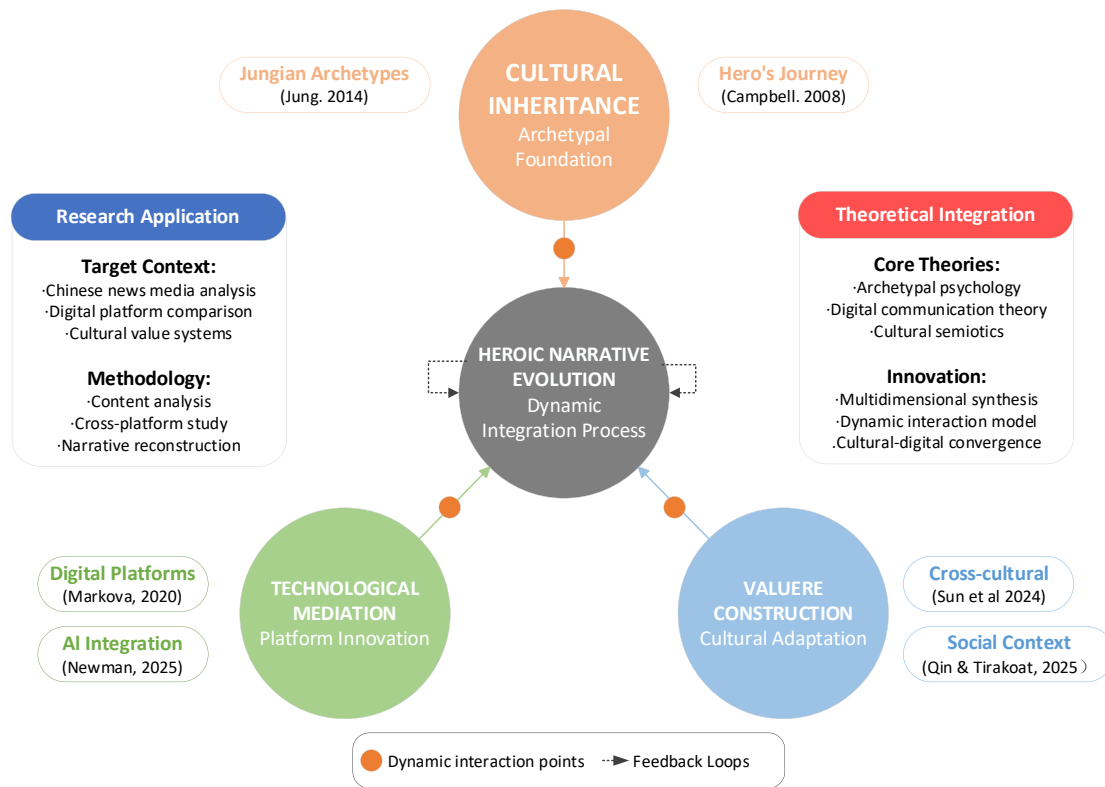 Jungian Archetypes
(Jung. 2014)
CULTURAL
INHERITANCE
Archetypal
Foundation
Hero's Journey
(Campbell. 2008)
Research Application
Target Context:
·Chinese news media analysis
·Digital platform comparison
·Cultural value systems
Methodology:
·Content analysis
·Cross-platform study
·Narrative reconstruction
HEROIC NARRATIVE
EVOLUTION
Dynamic
Integration Process
Theoretical Integration
Core Theories:
·Archetypal psychology
·Digital communication theory
·Cultural semiotics
Innovation:
·Multidimensional synthesis
·Dynamic interaction model
.Cultural-digital convergence
Digital Platforms
(Markova, 2020)
AI Integration
(Newman, 2025)
TECHNOLOGICAL
MEDIATION
Platform Innovation
VALUERE
CONSTRUCTION
Cultural Adaptation
Cross-cultural
(Sun et al 2024)
Social Context
(Qin & Tirakoat, 2025）
Dynamic interaction points
Feedback Loops